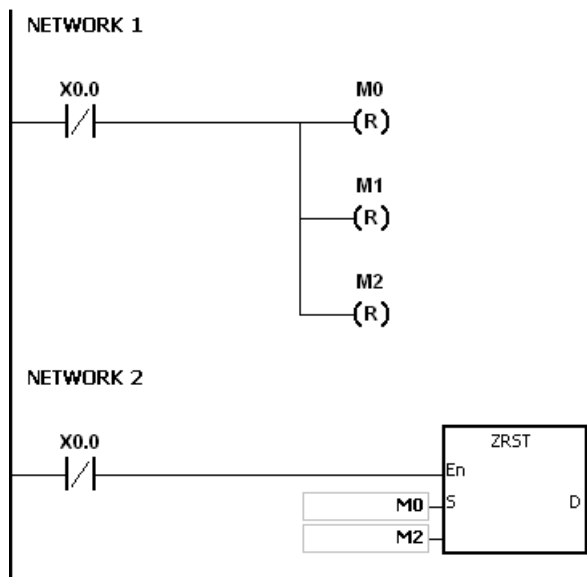 NETWORK 1
X0.0
M0
(R)
M1
(R)
M2
(R)
NETWORK 2
X0.0
ZRST
En
M0 S D
M2